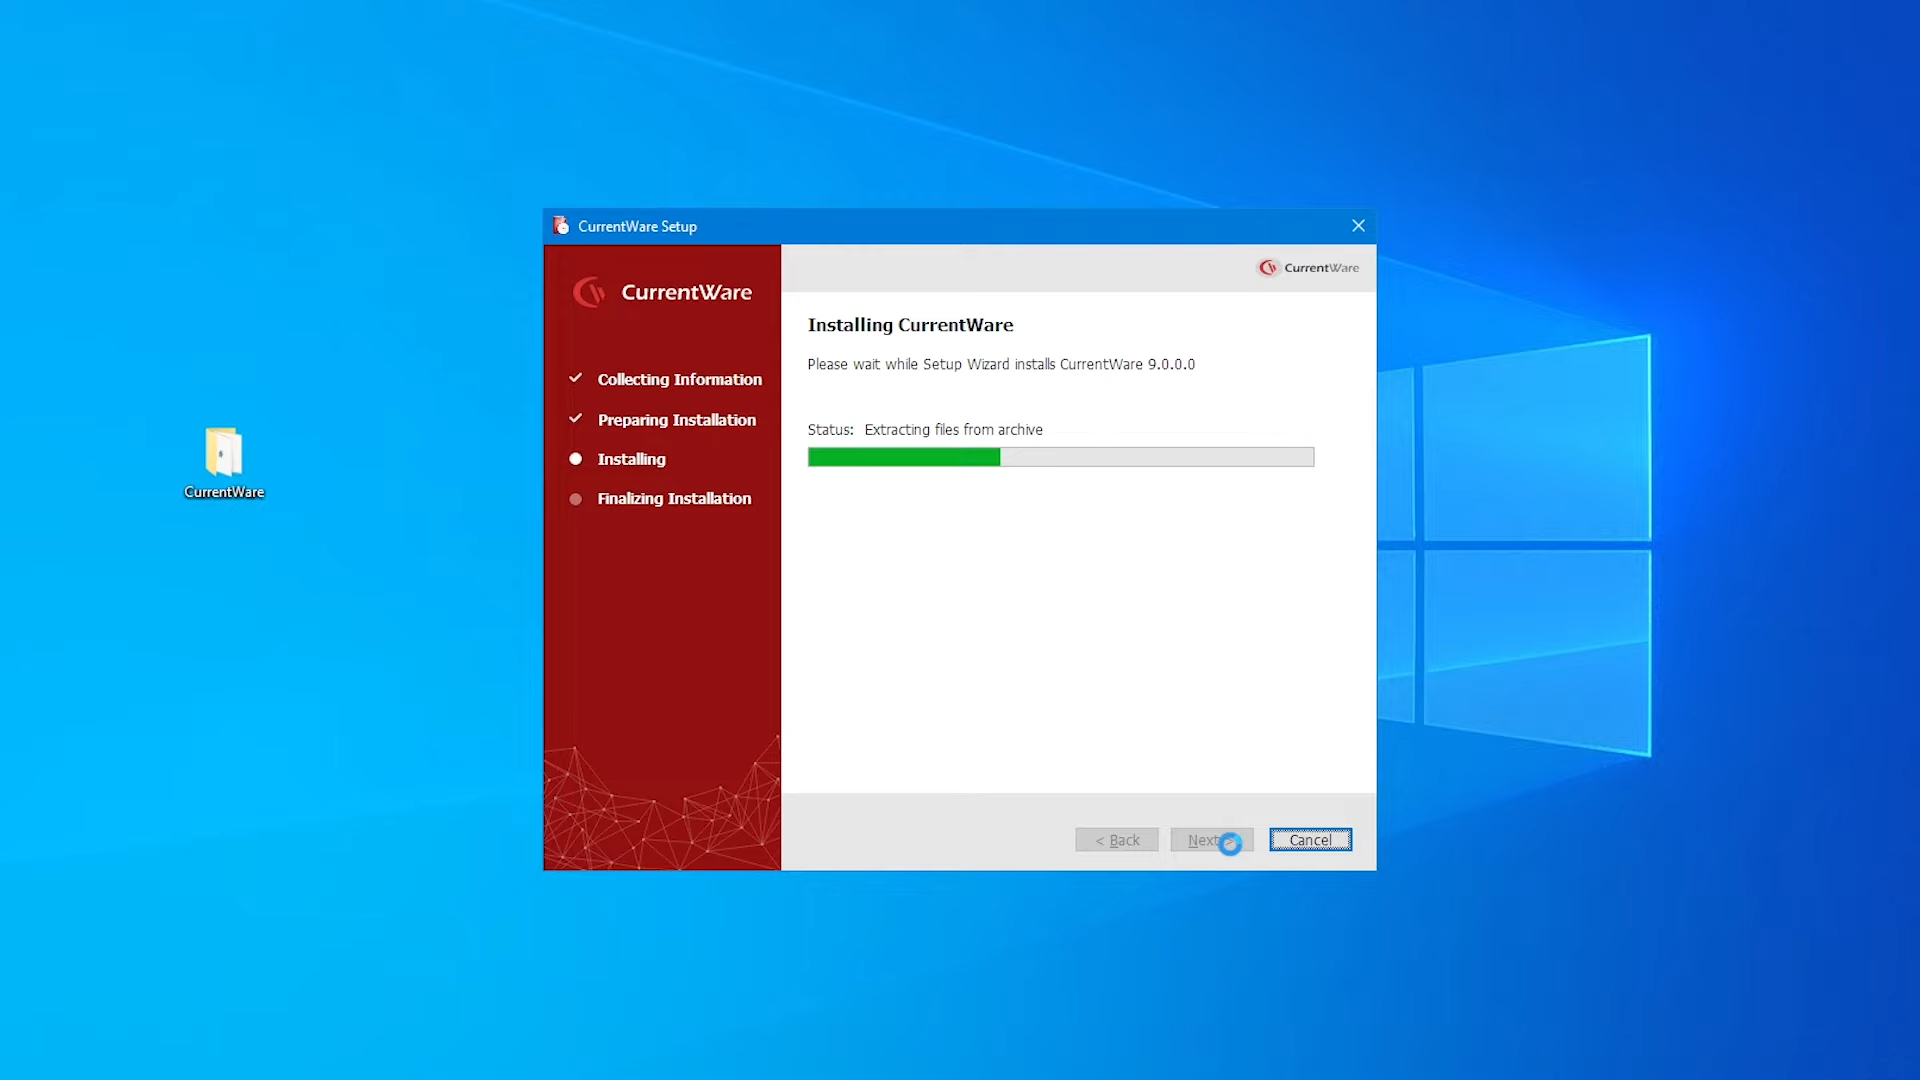 CurrentWare Setup
CurrentWare
CurrentWare
Collecting Information
Preparing Installation
Installing
Finalizing Installation
Installing CurrentWare
Please wait while Setup Wizard installs CurrentWare 9.0.0.0
Status: Extracting files from archive
< Back
Next >
Cancel
CurrentWare